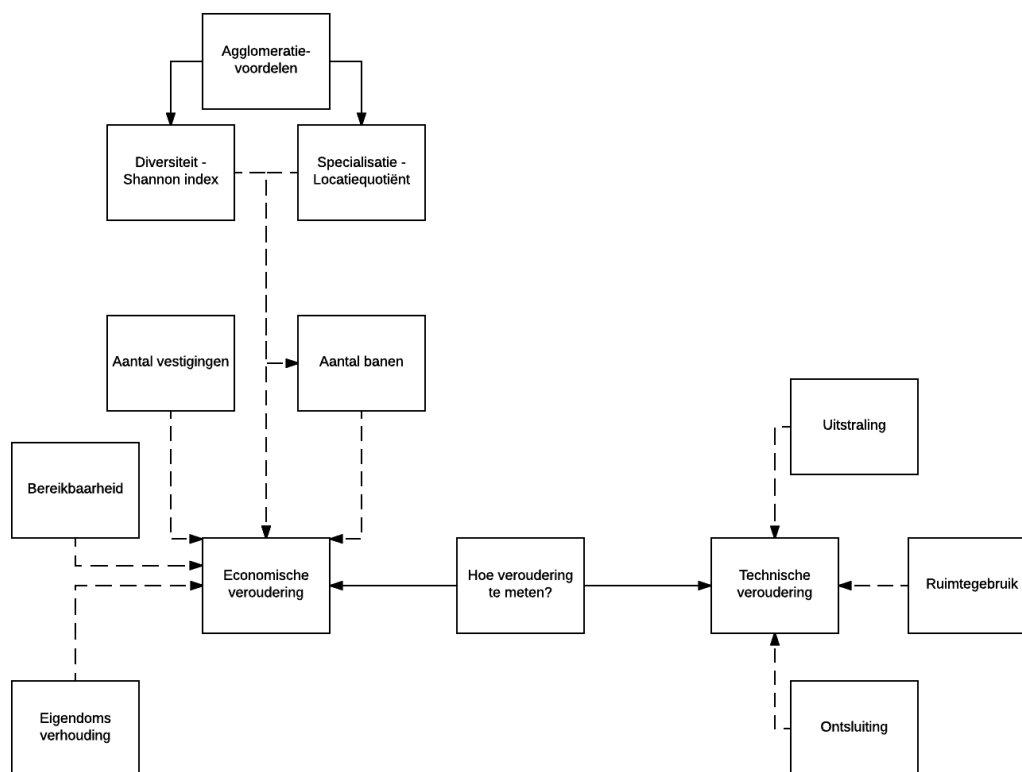 Agglomeratie-
voordelen
Diversiteit -
Shannon index
Specialisatie -
Locatiequotiënt
Aantal vestigingen
Aantal banen
Uitstraling
Bereikbaarheid
Economische
veroudering
Hoe veroudering
te meten?
Technische
veroudering
Ruimtegebruik
Eigendoms
verhouding
Ontsluiting